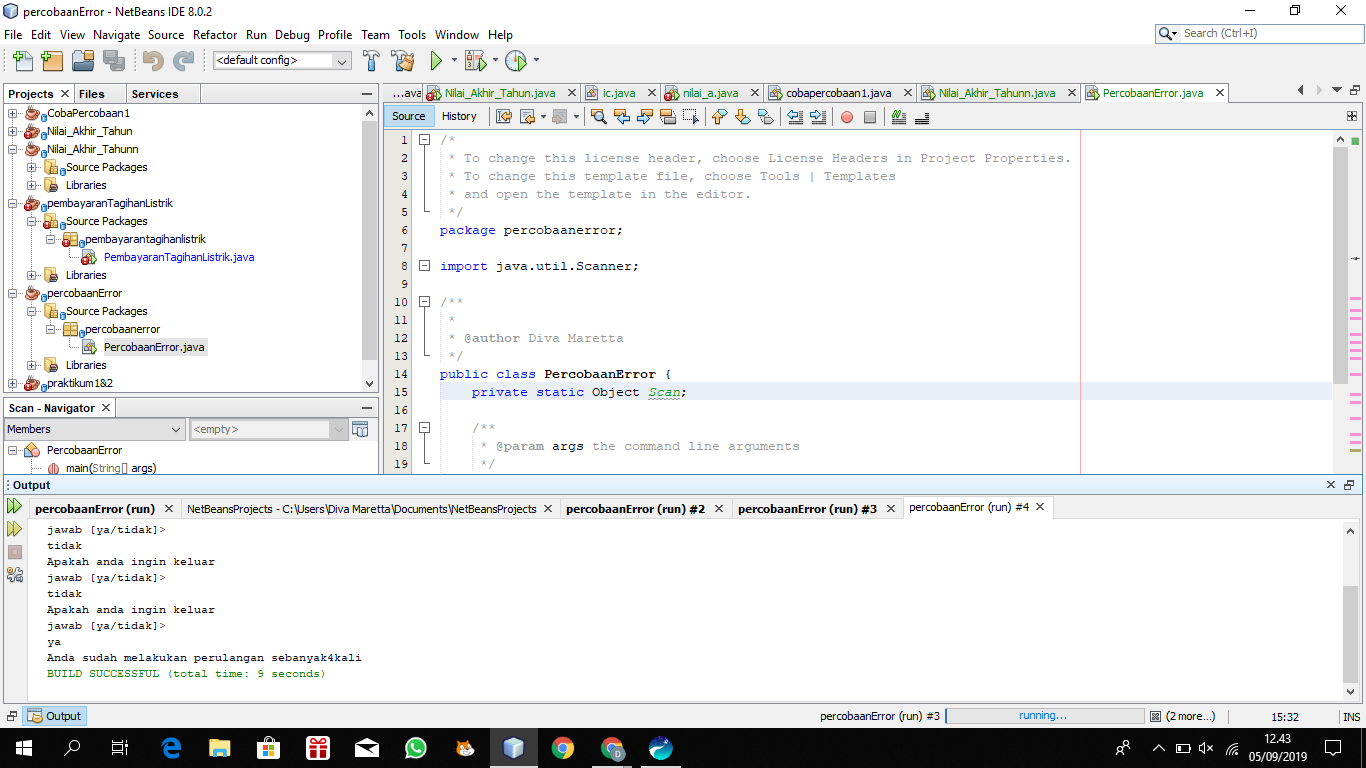 percobaanError - NetBeans IDE 8.0.2
File Edit View Navigate Source Refactor Run Debug Profile Team Tools Window Help
Search (Ctrl+I)
<default config>
Projects Files Services
CobaPercobaan1
Nilai_Akhir_Tahun
Nilai_Akhir_Tahunn
Source Packages
Libraries
pembayaranTagihanListrik
Source Packages
pembayarantagihanlistrik
PembayaranTagihanListrik.java
Libraries
percobaanError
Source Packages
percobaanerror
PercobaanError.java
Libraries
praktikum1&2
Scan - Navigator
Members <empty>
PercobaanError
main(String[] args)
...ava Nilai_Akhir_Tahun.java ic.java nilai_a.java cobapercobaan1.java Nilai_Akhir_Tahunn.java PercobaanError.java
Source History
1 /*
2 * To change this license header, choose License Headers in Project Properties.
3 * To change this template file, choose Tools | Templates
4 * and open the template in the editor.
5 */
6 package percobaanerror;
7
8 import java.util.Scanner;
9
10 /**
11 *
12 * @author Diva Maretta
13 */
14 public class PercobaanError {
15 private static Object Scan;
16
17 /**
18 * @param args the command line arguments
19 */
Output
percobaanError (run) NetBeansProjects - C:\Users\Diva Maretta\Documents\NetBeansProjects percobaanError (run) #2 percobaanError (run) #3 percobaanError (run) #4
jawab [ya/tidak]>
tidak
Apakah anda ingin keluar
jawab [ya/tidak]>
tidak
Apakah anda ingin keluar
jawab [ya/tidak]>
ya
Anda sudah melakukan perulangan sebanyak4kali
BUILD SUCCESSFUL (total time: 9 seconds)
Output
percobaanError (run) #3 running... (2 more...) 15:32 INS
12.43
05/09/2019